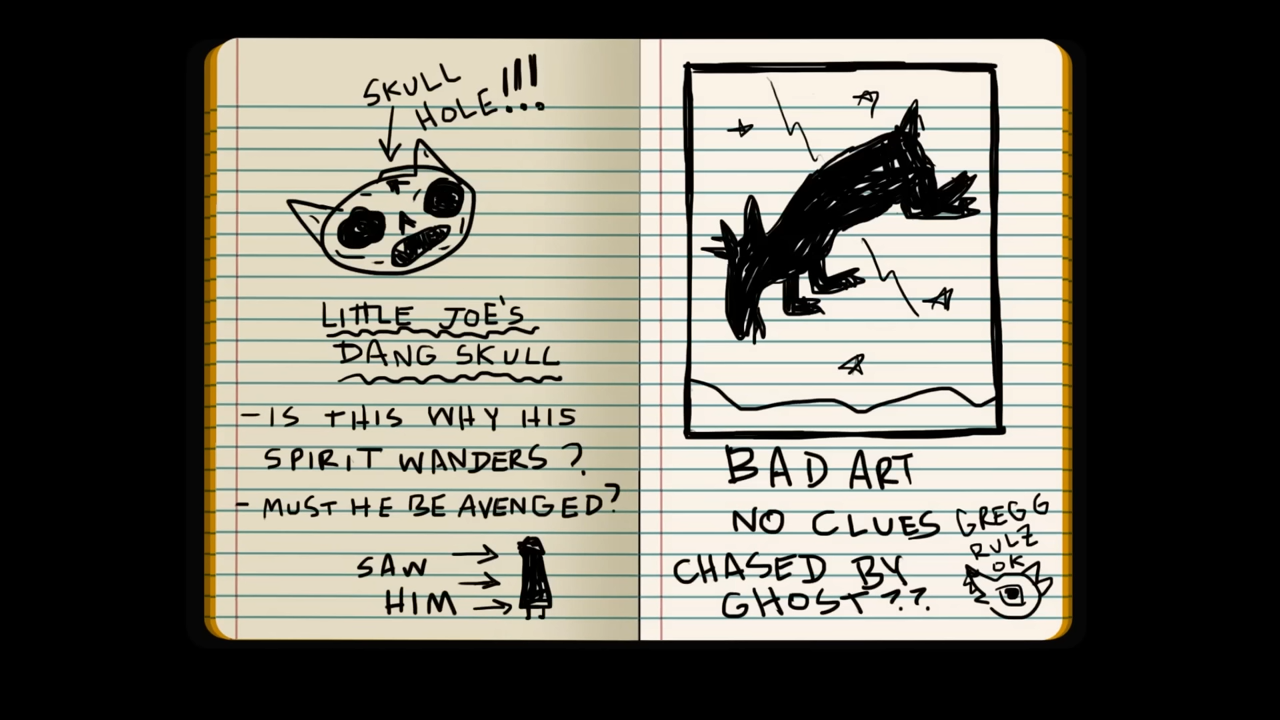 SKULL
HOLE!!!
LITTLE JOE'S
DANG SKULL
-IS THIS WHY HIS
SPIRIT WANDERS?
-MUST HE BE AVENGED?
SAW
HIM
BAD ART
NO CLUES
CHASED BY
GHOST??
GREGG
RULZ
OK